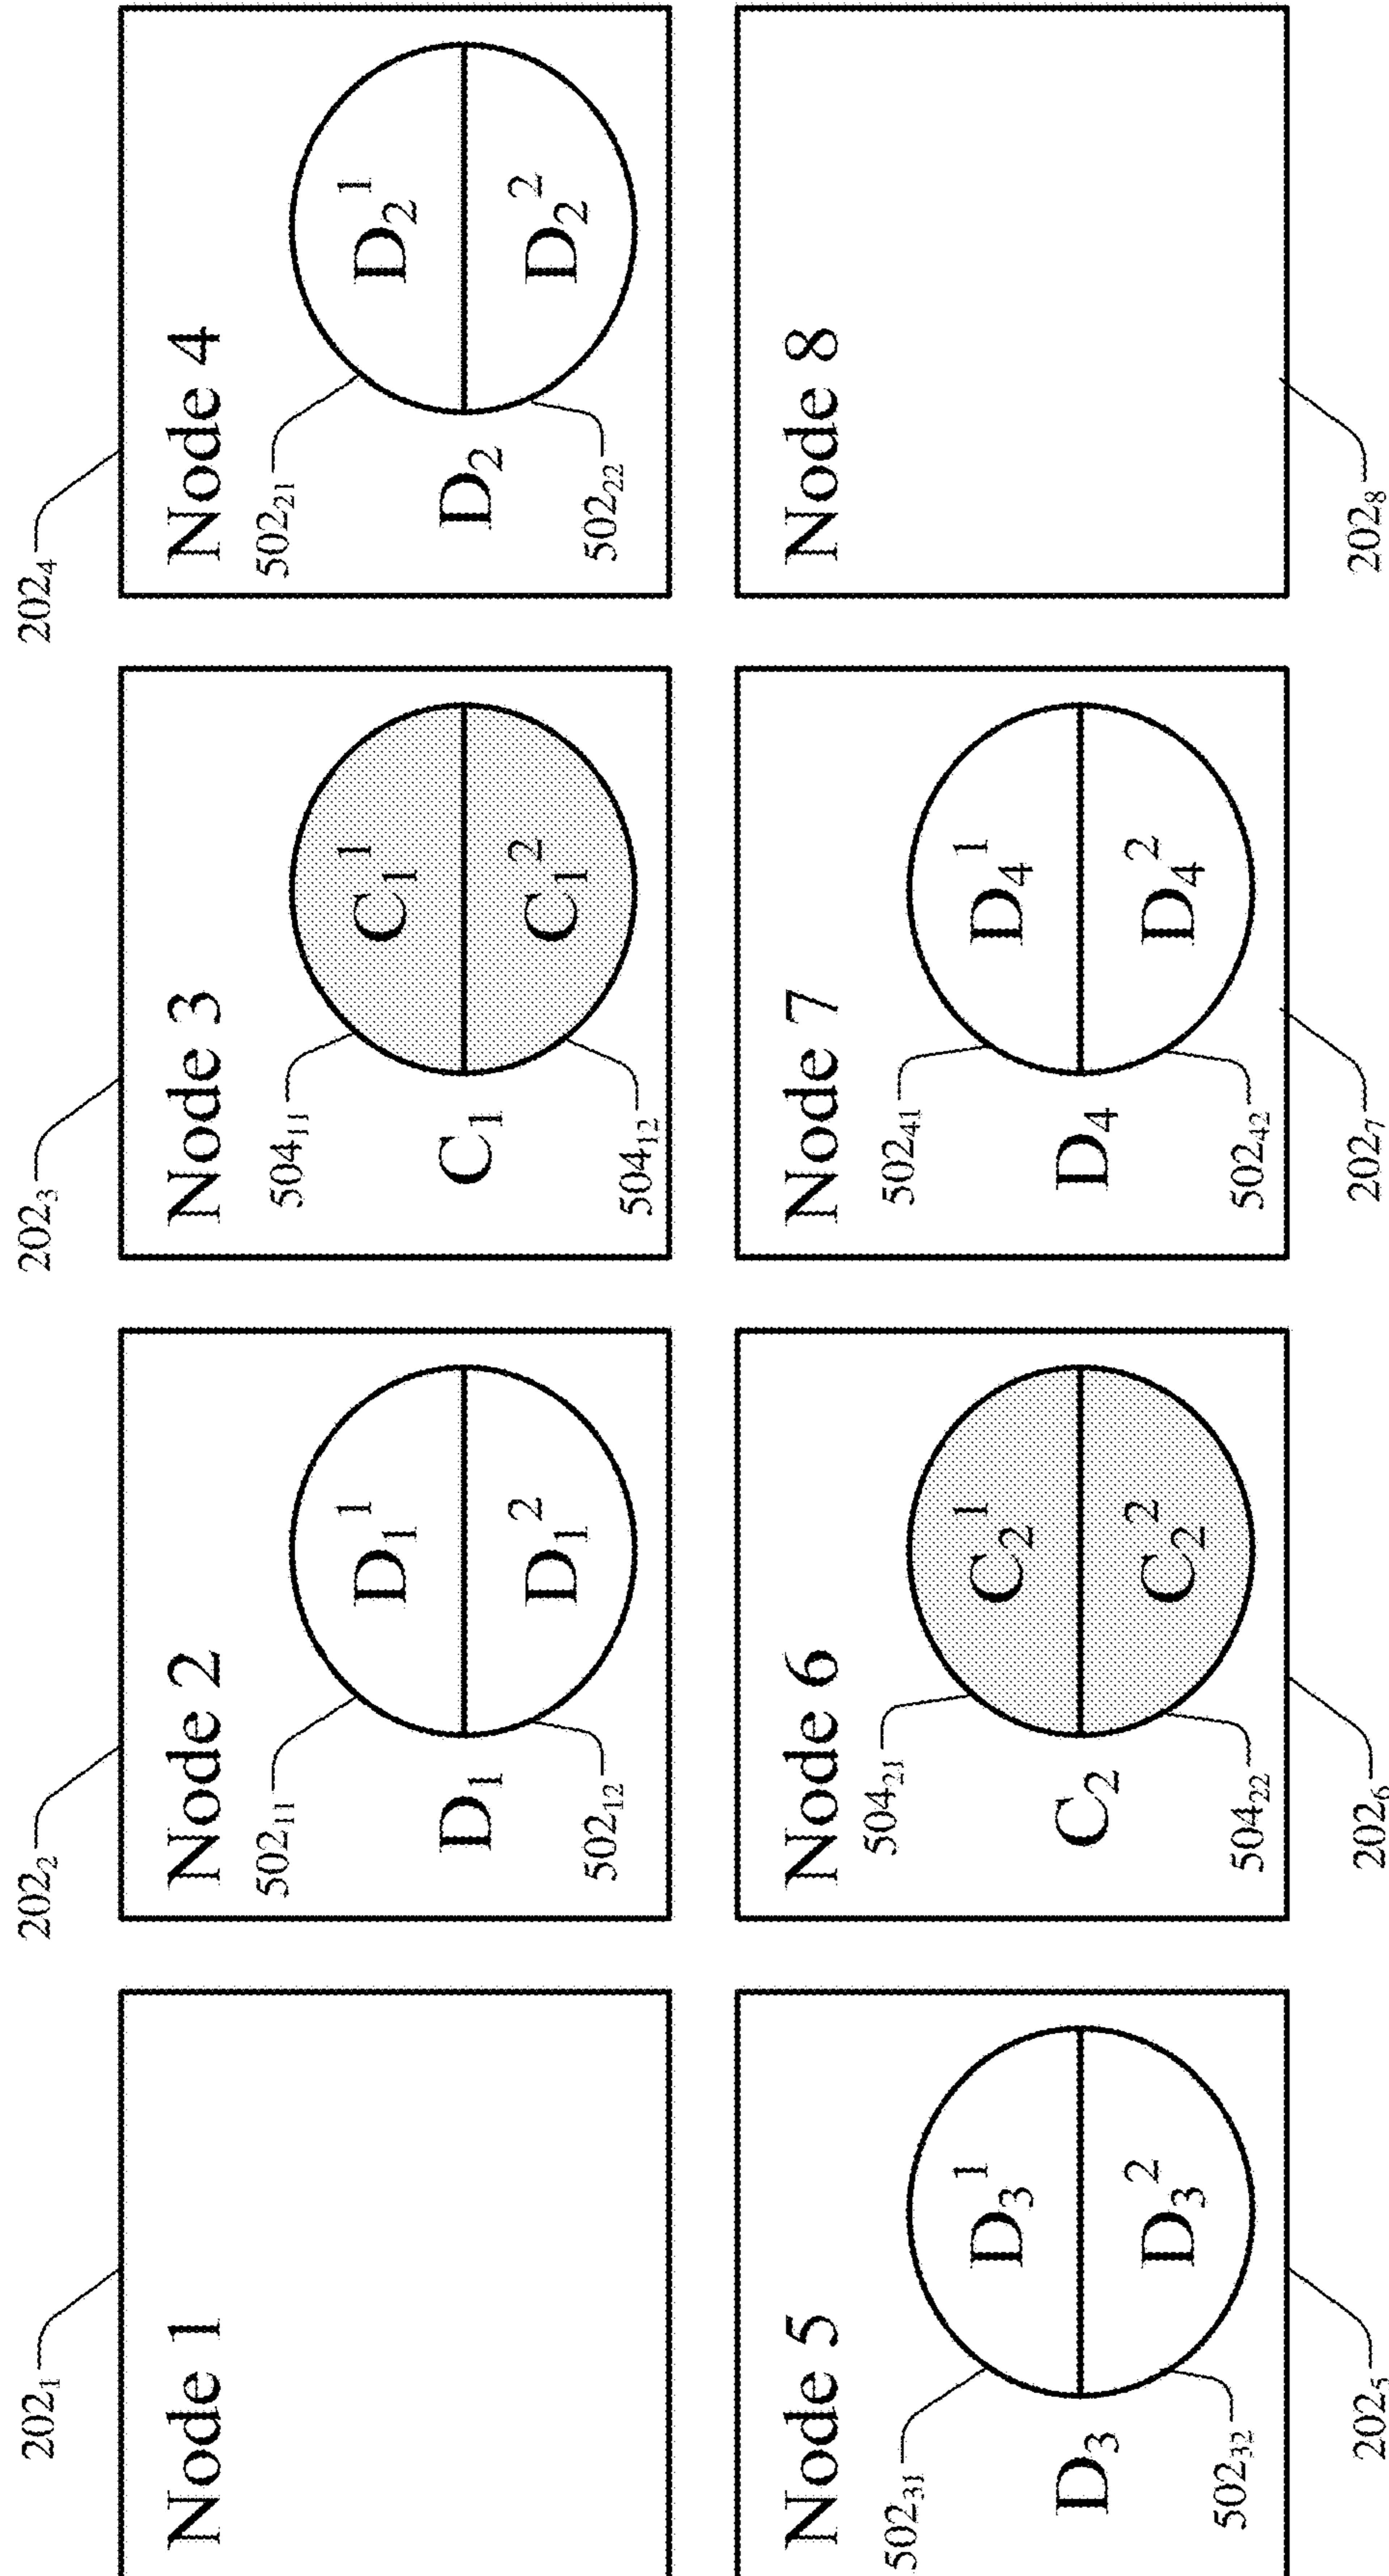 202₁
202₂
202₃
202₄
Node 1
Node 2
502₁₁
D₁¹
D₁
D₁²
502₁₂
Node 3
504₁₁
C₁¹
C₁
C₁²
504₁₂
Node 4
502₂₁
D₂¹
D₂
D₂²
502₂₂
Node 5
502₃₁
D₃¹
D₃
D₃²
502₃₂
Node 6
504₂₁
C₂¹
C₂
C₂²
504₂₂
Node 7
502₄₁
D₄¹
D₄
D₄²
502₄₂
Node 8
202₅
202₆
202₇
202₈